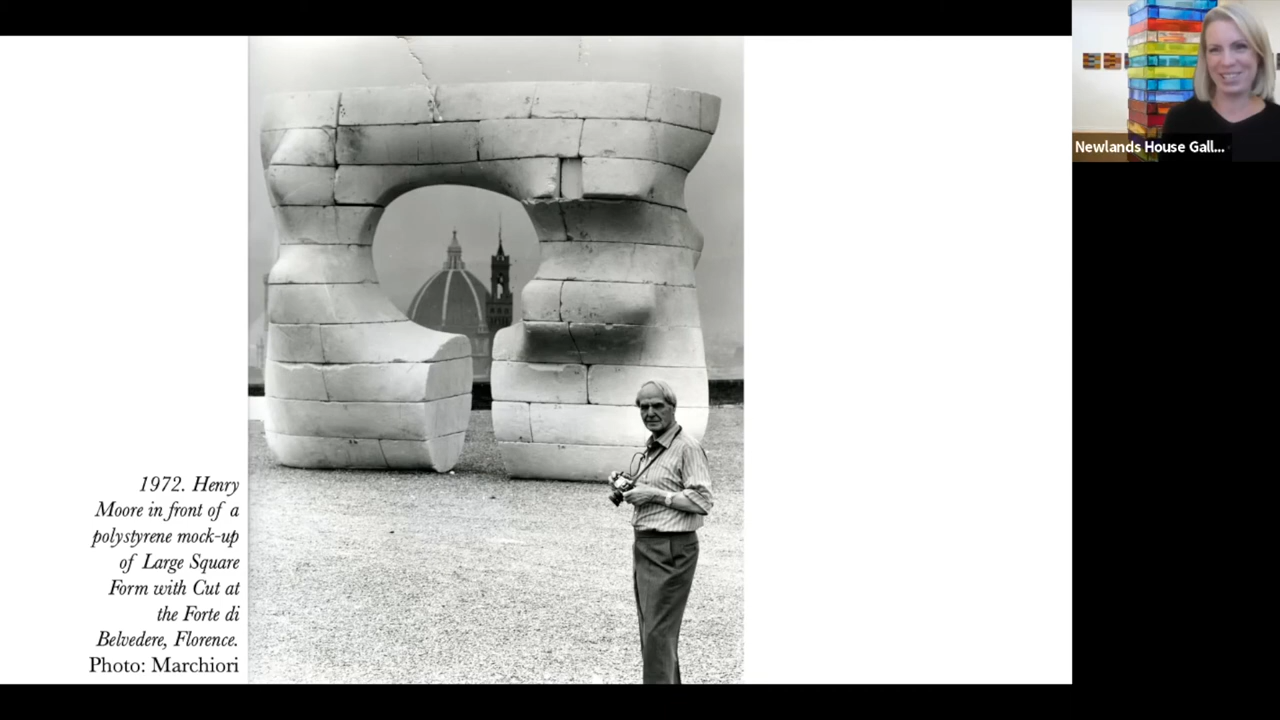 1972. Henry
Moore in front of a
polystyrene mock-up
of Large Square
Form with Cut at
the Forte di
Belvedere, Florence.
Photo: Marchiori
Newlands House Gall...